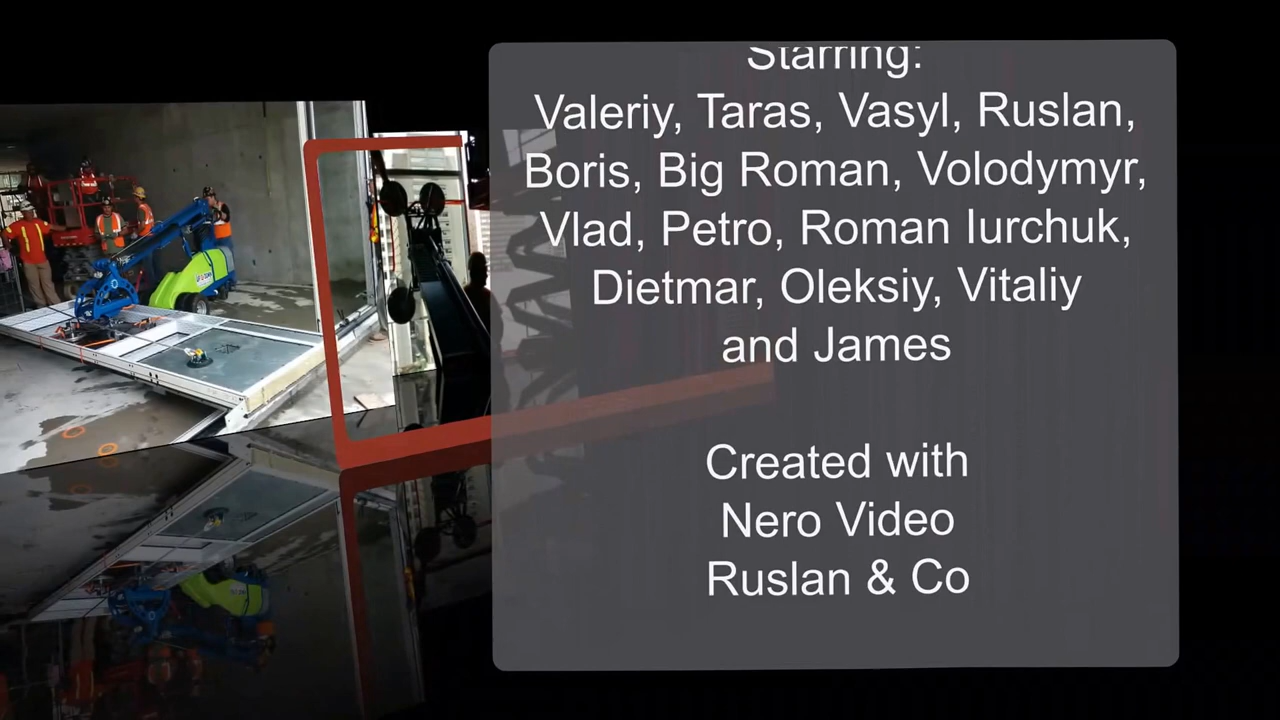 Starring:
Valeriy, Taras, Vasyl, Ruslan,
Boris, Big Roman, Volodymyr,
Vlad, Petro, Roman Iurchuk,
Dietmar, Oleksiy, Vitaliy
and James
Created with
Nero Video
Ruslan & Co